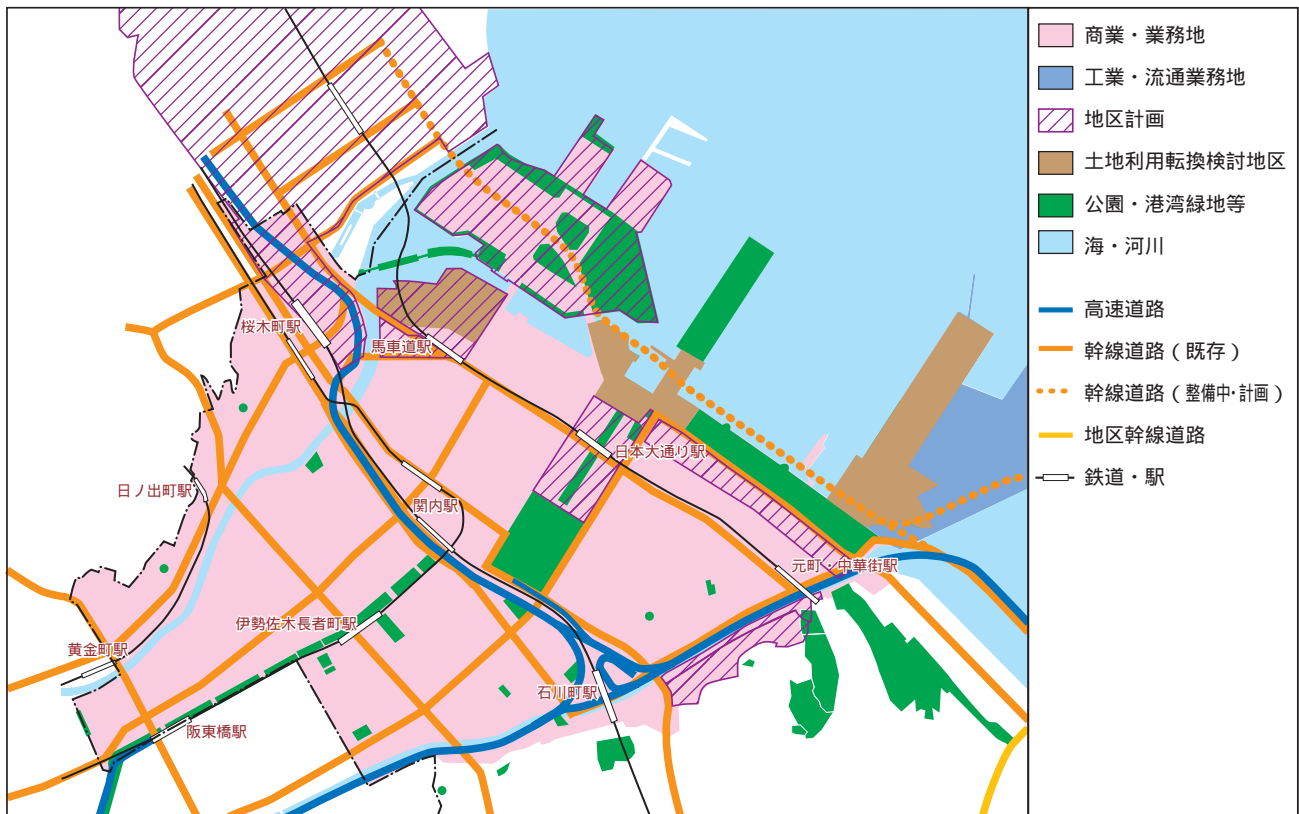 商業・業務地
工業・流通業務地
地区計画
土地利用転換検討地区
公園・港湾緑地等
海・河川
高速道路
幹線道路（既存）
幹線道路（整備中・計画）
地区幹線道路
鉄道・駅
桜木町駅
馬車道駅
日本大通り駅
日ノ出町駅
関内駅
元町・中華街駅
伊勢佐木長者町駅
黄金町駅
石川町駅
阪東橋駅